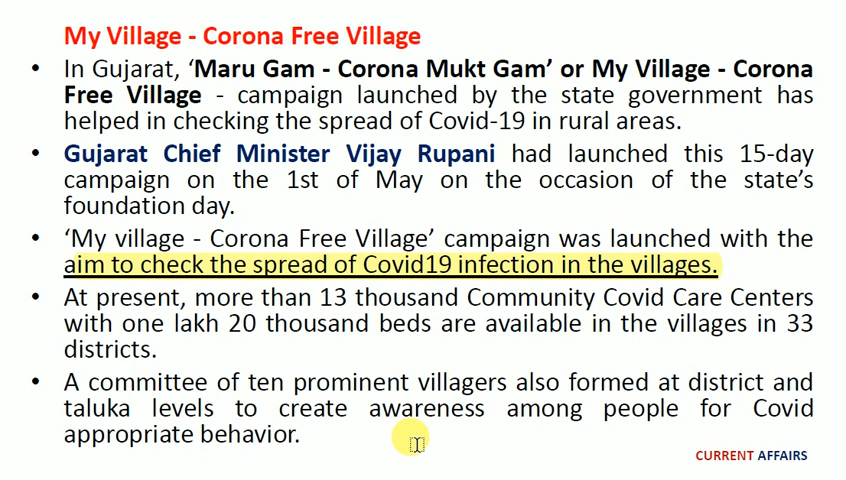 My Village - Corona Free Village
• In Gujarat, ‘Maru Gam - Corona Mukt Gam’ or My Village - Corona
Free Village - campaign launched by the state government has
helped in checking the spread of Covid-19 in rural areas.
• Gujarat Chief Minister Vijay Rupani had launched this 15-day
campaign on the 1st of May on the occasion of the state’s
foundation day.
• ‘My village - Corona Free Village’ campaign was launched with the
aim to check the spread of Covid19 infection in the villages.
• At present, more than 13 thousand Community Covid Care Centers
with one lakh 20 thousand beds are available in the villages in 33
districts.
• A committee of ten prominent villagers also formed at district and
taluka levels to create awareness among people for Covid
appropriate behavior.
CURRENT AFFAIRS